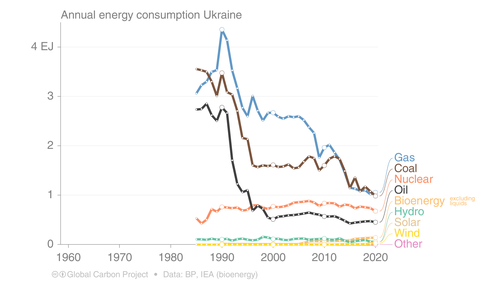 Annual energy consumption Ukraine
4 EJ
3
2
1
0
1960 1970 1980 1990 2000 2010 2020
Gas
Coal
Nuclear
Oil
Bioenergy excluding liquids
Hydro
Solar
Wind
Other
Global Carbon Project • Data: BP, IEA (bioenergy)